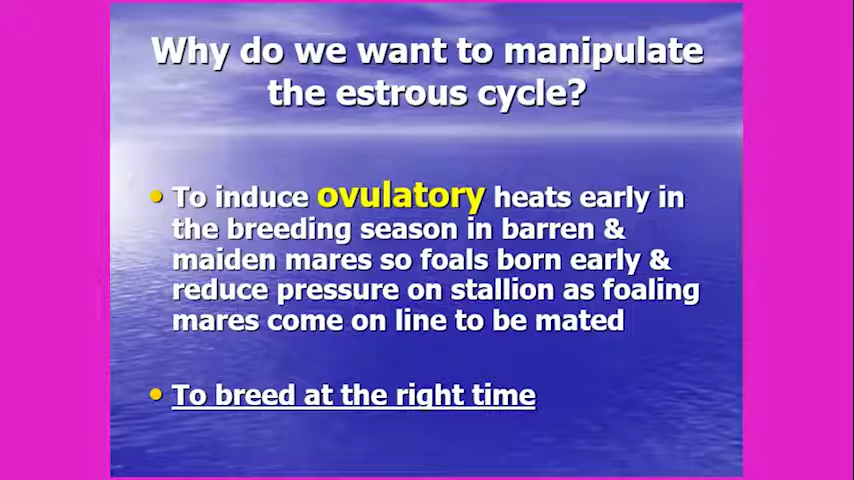 Why do we want to manipulate
the estrous cycle?
• To induce ovulatory heats early in
the breeding season in barren &
maiden mares so foals born early &
reduce pressure on stallion as foaling
mares come on line to be mated
• To breed at the right time